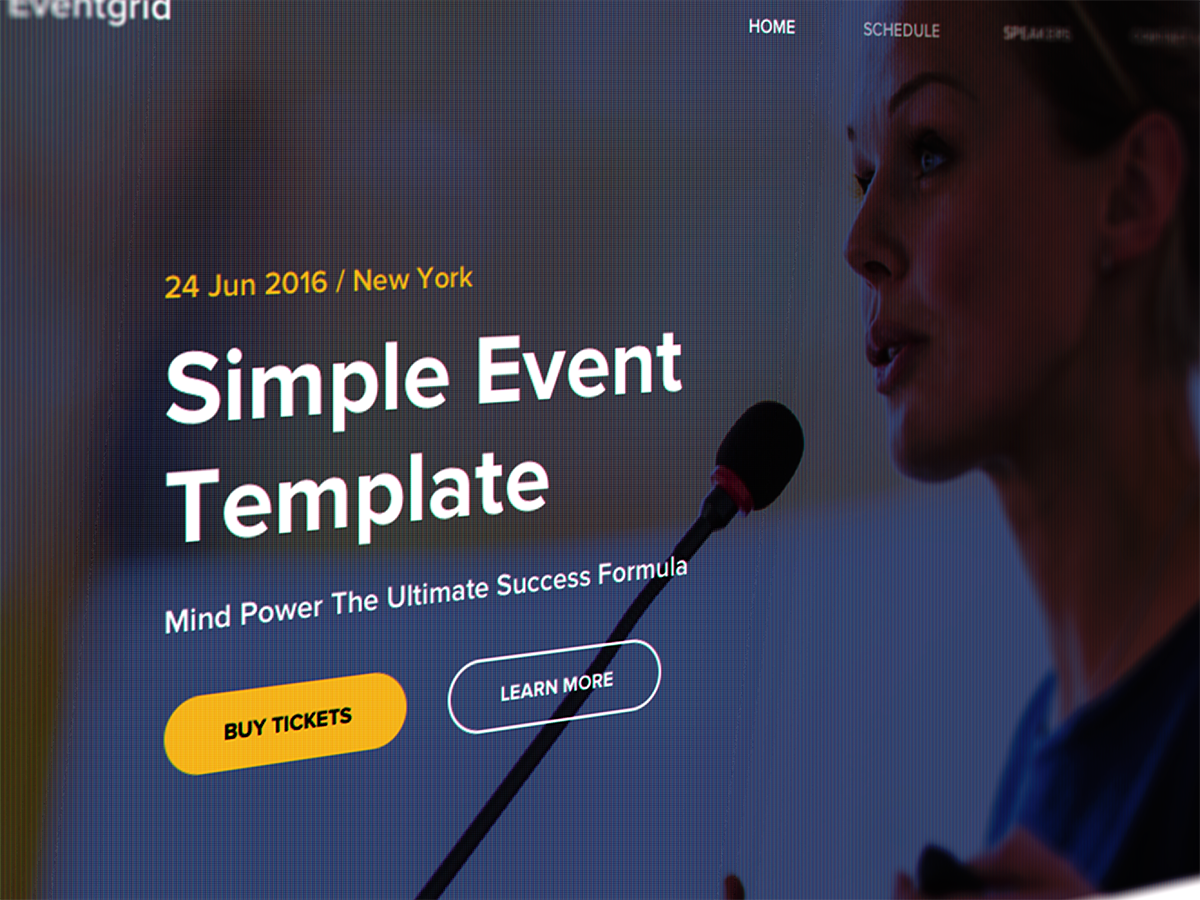 Eventgrid
HOME SCHEDULE SPEAKERS
24 Jun 2016 / New York
Simple Event
Template
Mind Power The Ultimate Success Formula
BUY TICKETS
LEARN MORE